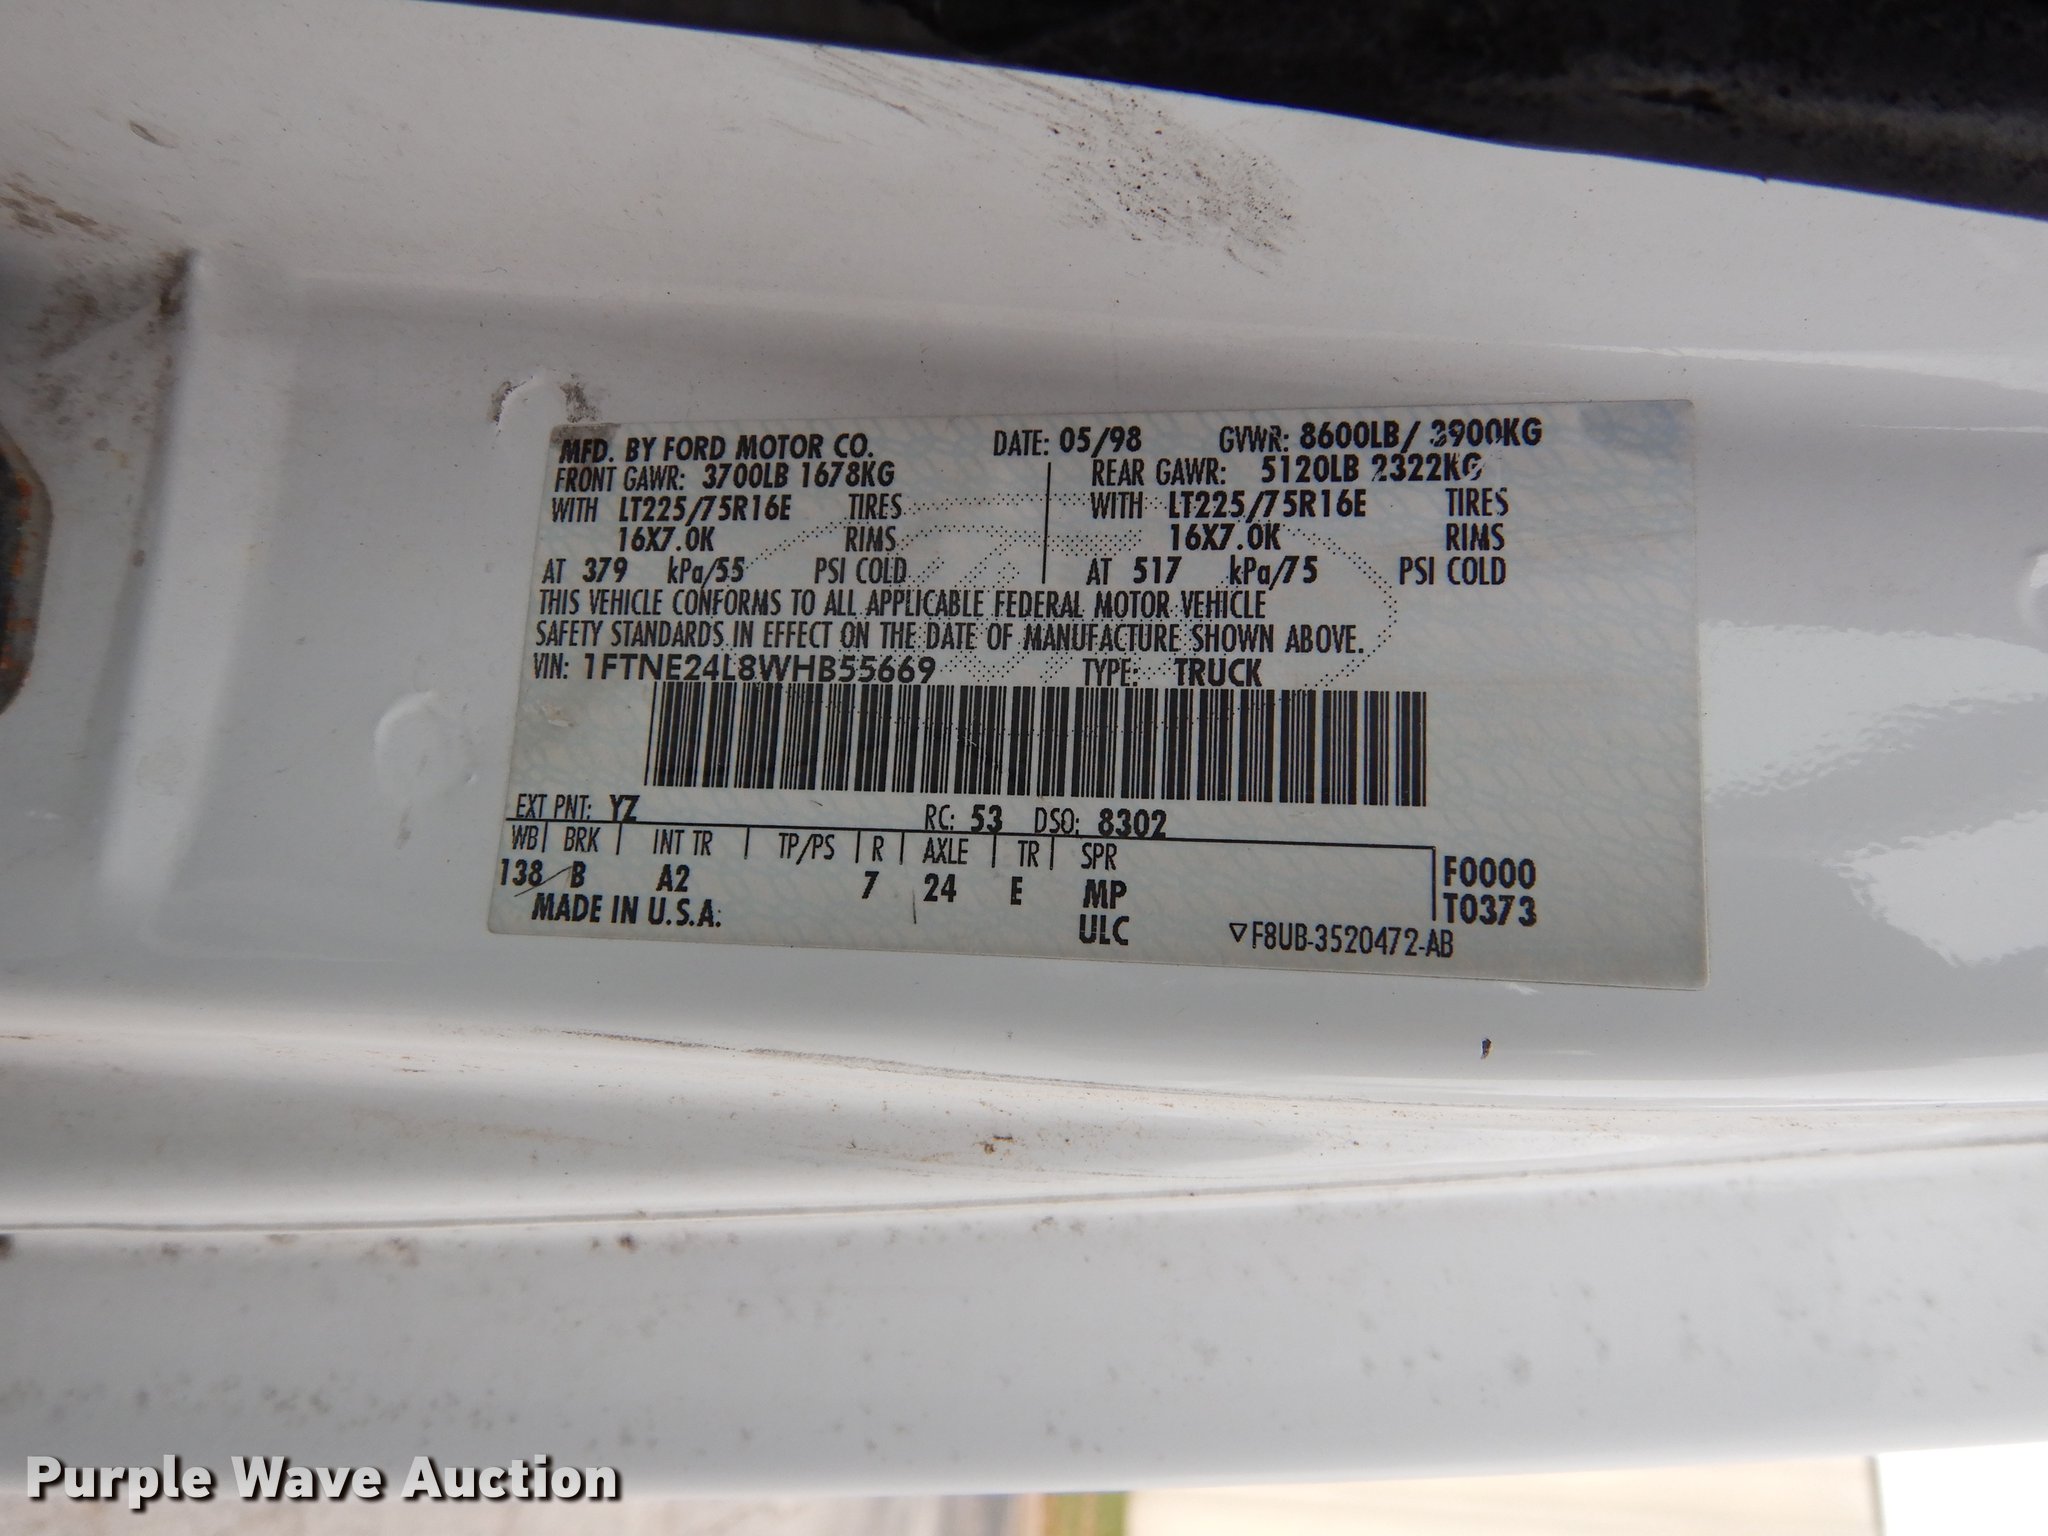 MFD. BY FORD MOTOR CO. DATE: 05/98 GVWR: 8600LB/ 3900KG
FRONT GAWR: 3700LB 1678KG REAR GAWR: 5120LB 2322KG
WITH LT225/75R16E TIRES WITH LT225/75R16E TIRES
16X7.0K RIMS 16X7.0K RIMS
AT 379 kPa/55 PSI COLD AT 517 kPa/75 PSI COLD
THIS VEHICLE CONFORMS TO ALL APPLICABLE FEDERAL MOTOR VEHICLE
SAFETY STANDARDS IN EFFECT ON THE DATE OF MANUFACTURE SHOWN ABOVE.
VIN: 1FTNE24L8WHB55669 TYPE: TRUCK
EXT PNT: YZ RC: 53 DSO: 8302
WB BRK INT TR TP/PS R AXLE TR SPR
138 B A2 7 24 E MP F0000
MADE IN U.S.A. ULC T0373
F8UB-3520472-AB
Purple Wave Auction